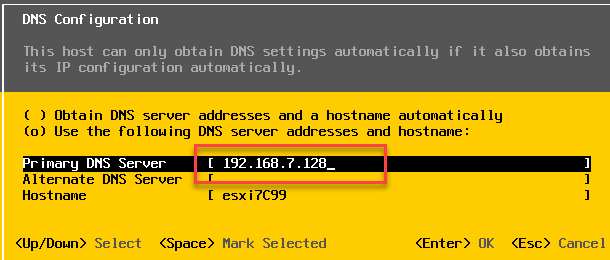 DNS Configuration
This host can only obtain DNS settings automatically if it also obtains
its IP configuration automatically.
( ) Obtain DNS server addresses and a hostname automatically
(o) Use the following DNS server addresses and hostname:
Primary DNS Server [ 192.168.7.128_ ]
Alternate DNS Server [ ]
Hostname [ esxi7C99 ]
<Up/Down> Select <Space> Mark Selected <Enter> OK <Esc> Cancel